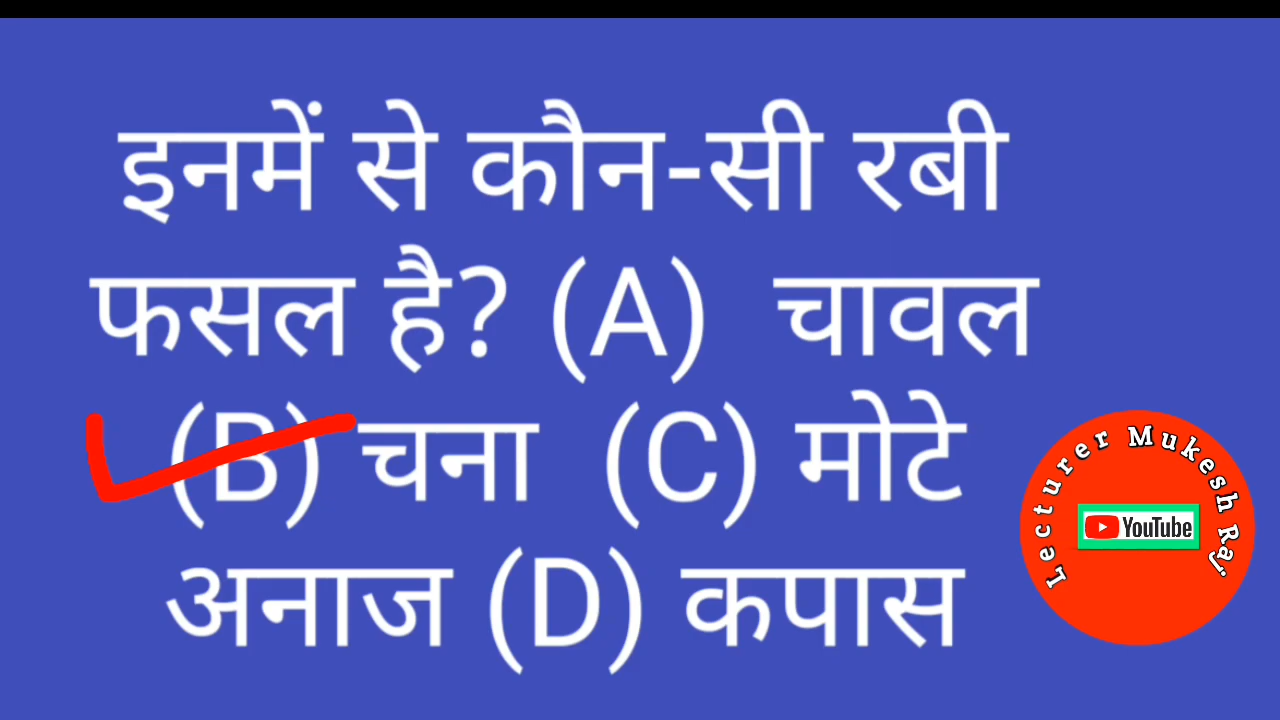 इनमें से कौन-सी रबी
फसल है? (A) चावल
(B) चना (C) मोटे
अनाज (D) कपास
Lecturer Mukesh Raj
YouTube